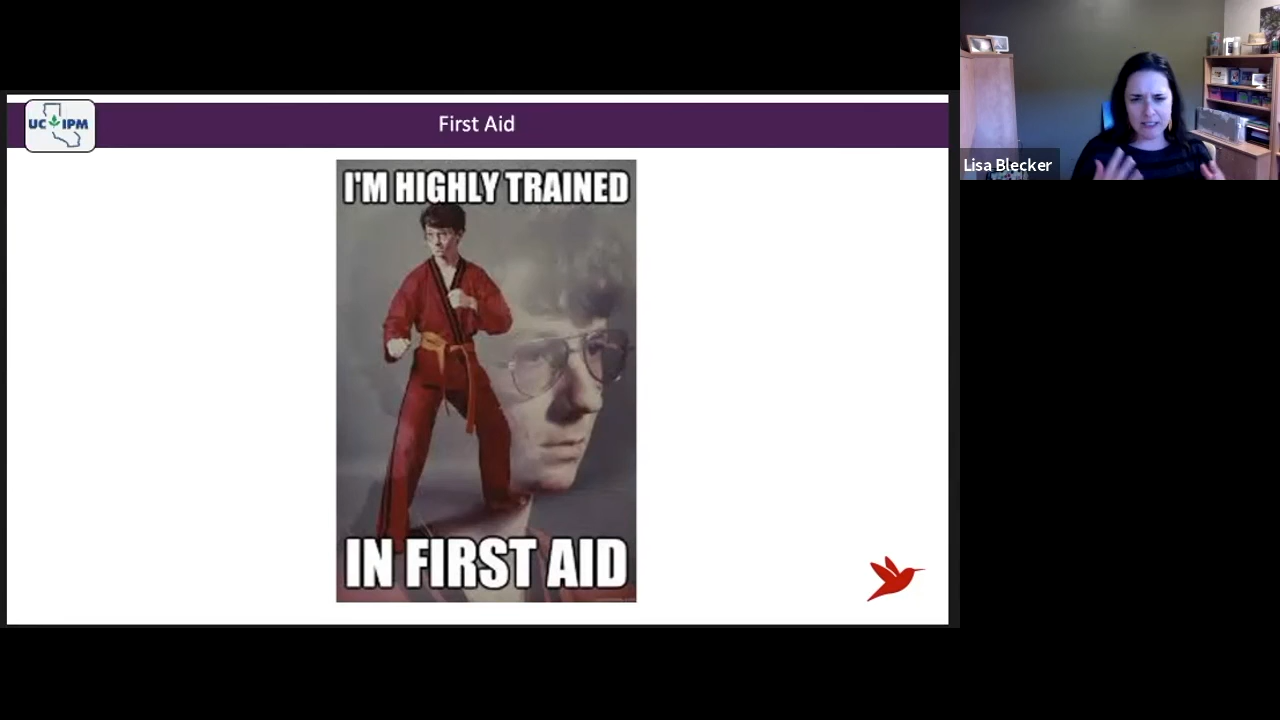 First Aid
UC IPM
I'M HIGHLY TRAINED
IN FIRST AID
Lisa Blecker